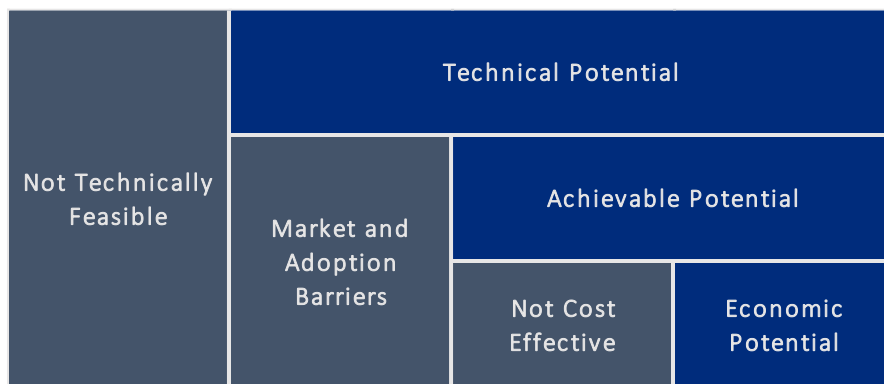 Technical Potential
Not Technically
Feasible
Achievable Potential
Market and
Adoption
Barriers
Not Cost
Effective
Economic
Potential